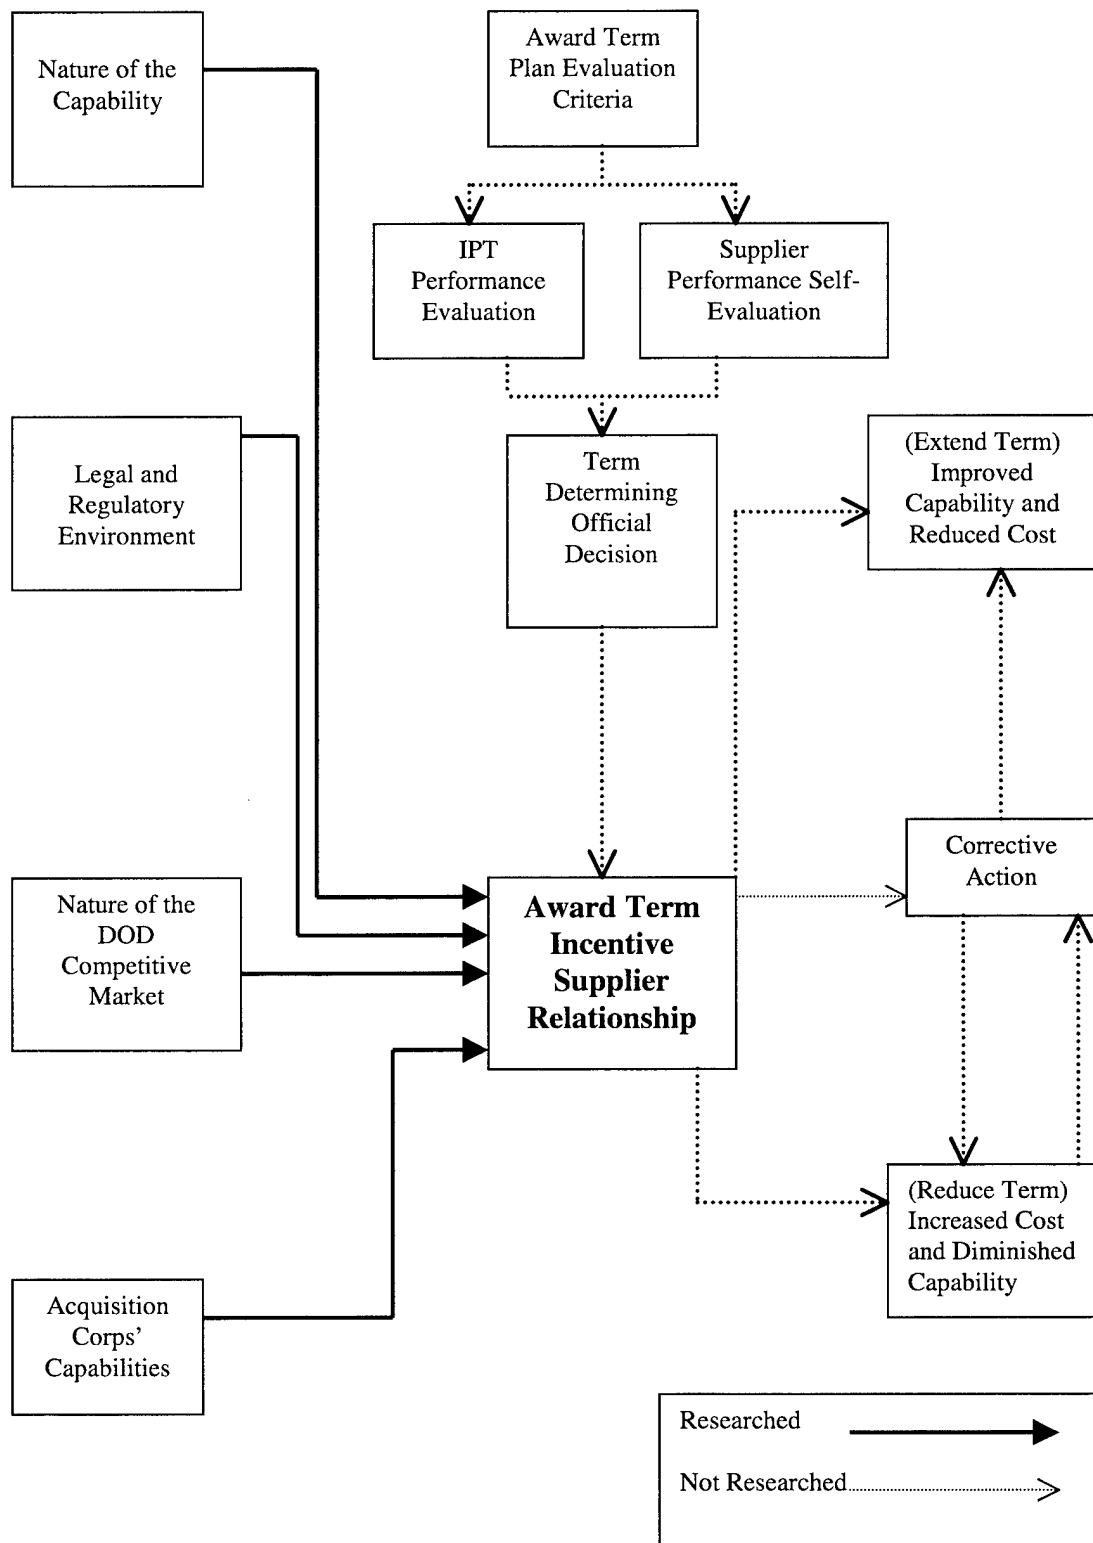 Nature of the
Capability
Award Term
Plan Evaluation
Criteria
IPT
Performance
Evaluation
Supplier
Performance Self-
Evaluation
Legal and
Regulatory
Environment
Term
Determining
Official
Decision
(Extend Term)
Improved
Capability and
Reduced Cost
Nature of the
DOD
Competitive
Market
Award Term
Incentive
Supplier
Relationship
Corrective
Action
(Reduce Term)
Increased Cost
and Diminished
Capability
Acquisition
Corps'
Capabilities
Researched
Not Researched